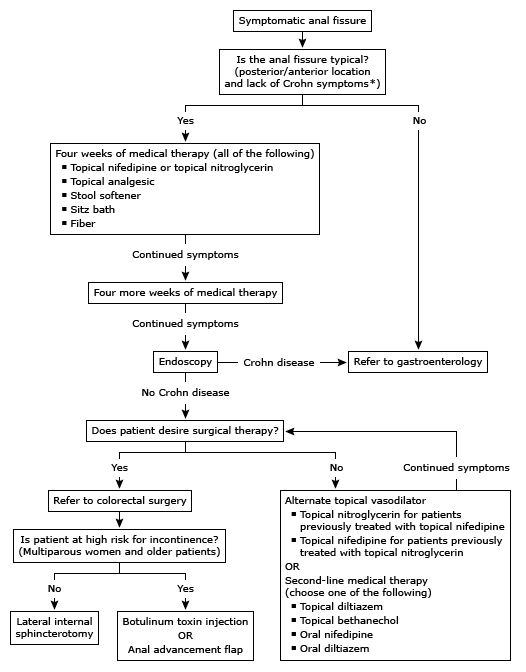 Symptomatic anal fissure
Is the anal fissure typical?
(posterior/anterior location
and lack of Crohn symptoms*)
Yes
No
Four weeks of medical therapy (all of the following)
▪ Topical nifedipine or topical nitroglycerin
▪ Topical analgesic
▪ Stool softener
▪ Sitz bath
▪ Fiber
Continued symptoms
Four more weeks of medical therapy
Continued symptoms
Endoscopy
Crohn disease
Refer to gastroenterology
No Crohn disease
Does patient desire surgical therapy?
Yes
No
Continued symptoms
Refer to colorectal surgery
Is patient at high risk for incontinence?
(Multiparous women and older patients)
No
Yes
Lateral internal
sphincterotomy
Botulinum toxin injection
OR
Anal advancement flap
Alternate topical vasodilator
▪ Topical nitroglycerin for patients
previously treated with topical nifedipine
▪ Topical nifedipine for patients previously
treated with topical nitroglycerin
OR
Second-line medical therapy
(choose one of the following)
▪ Topical diltiazem
▪ Topical bethanechol
▪ Oral nifedipine
▪ Oral diltiazem